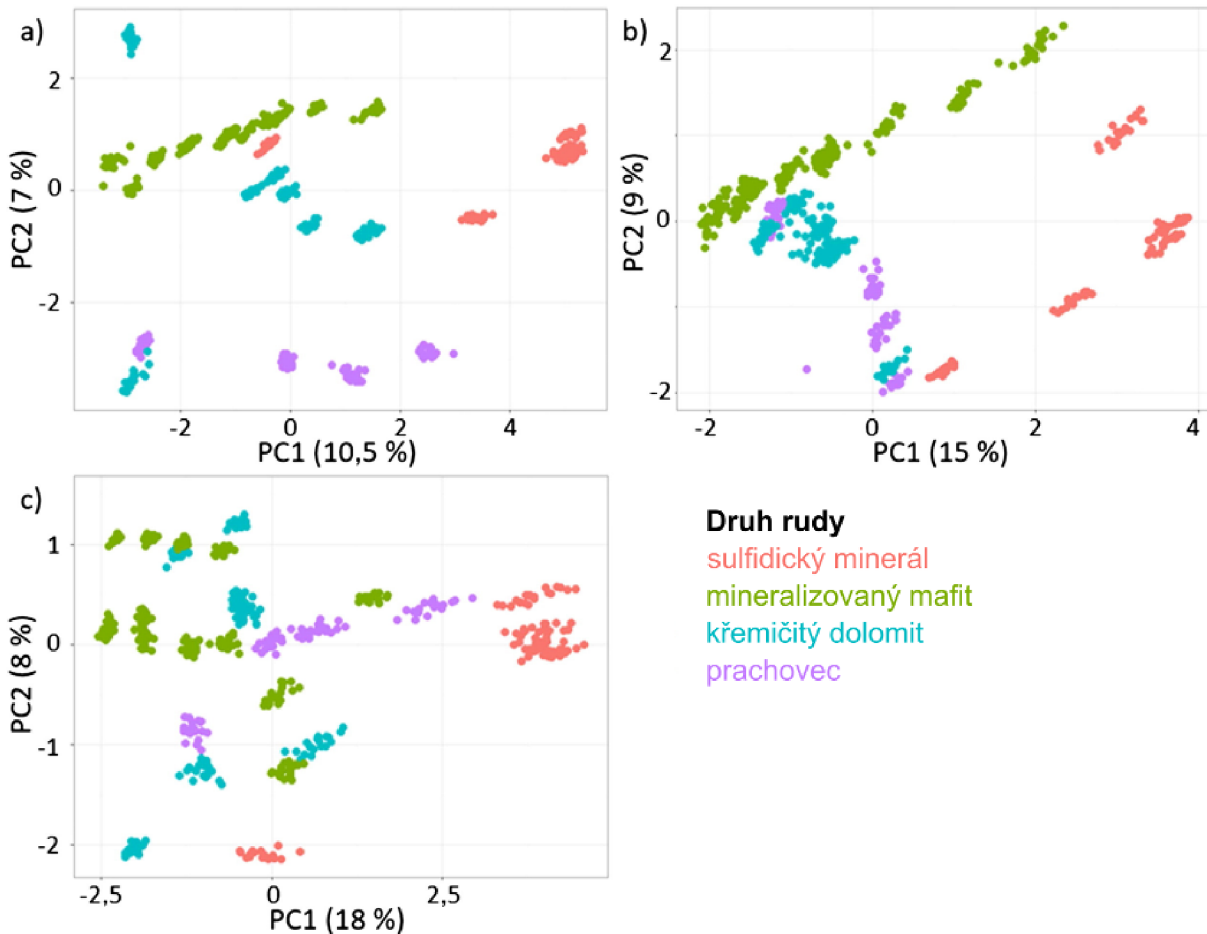 a)
2
0
-2
PC2 (7 %)
-2
0
2
4
PC1 (10,5 %)
b)
2
0
-2
PC2 (9 %)
-2
0
2
4
PC1 (15 %)
c)
1
0
-1
-2
PC2 (8 %)
-2,5
0
2,5
PC1 (18 %)
Druh rudy
sulfidický minerál
mineralizovaný mafit
křemičitý dolomit
prachovec